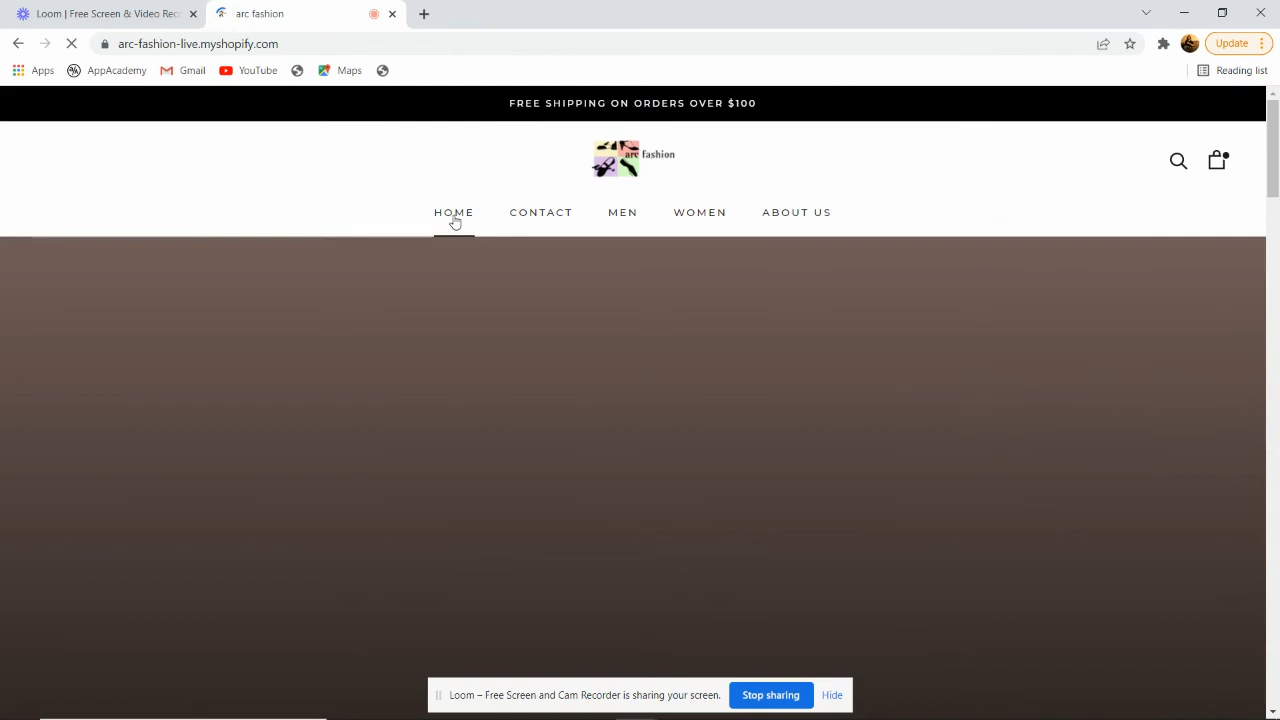 Loom | Free Screen & Video Rec
arc fashion
arc-fashion-live.myshopify.com
Update
Apps
AppAcademy
Gmail
YouTube
Maps
Reading list
FREE SHIPPING ON ORDERS OVER $100
arc fashion
HOME
CONTACT
MEN
WOMEN
ABOUT US
Loom – Free Screen and Cam Recorder is sharing your screen.
Stop sharing
Hide